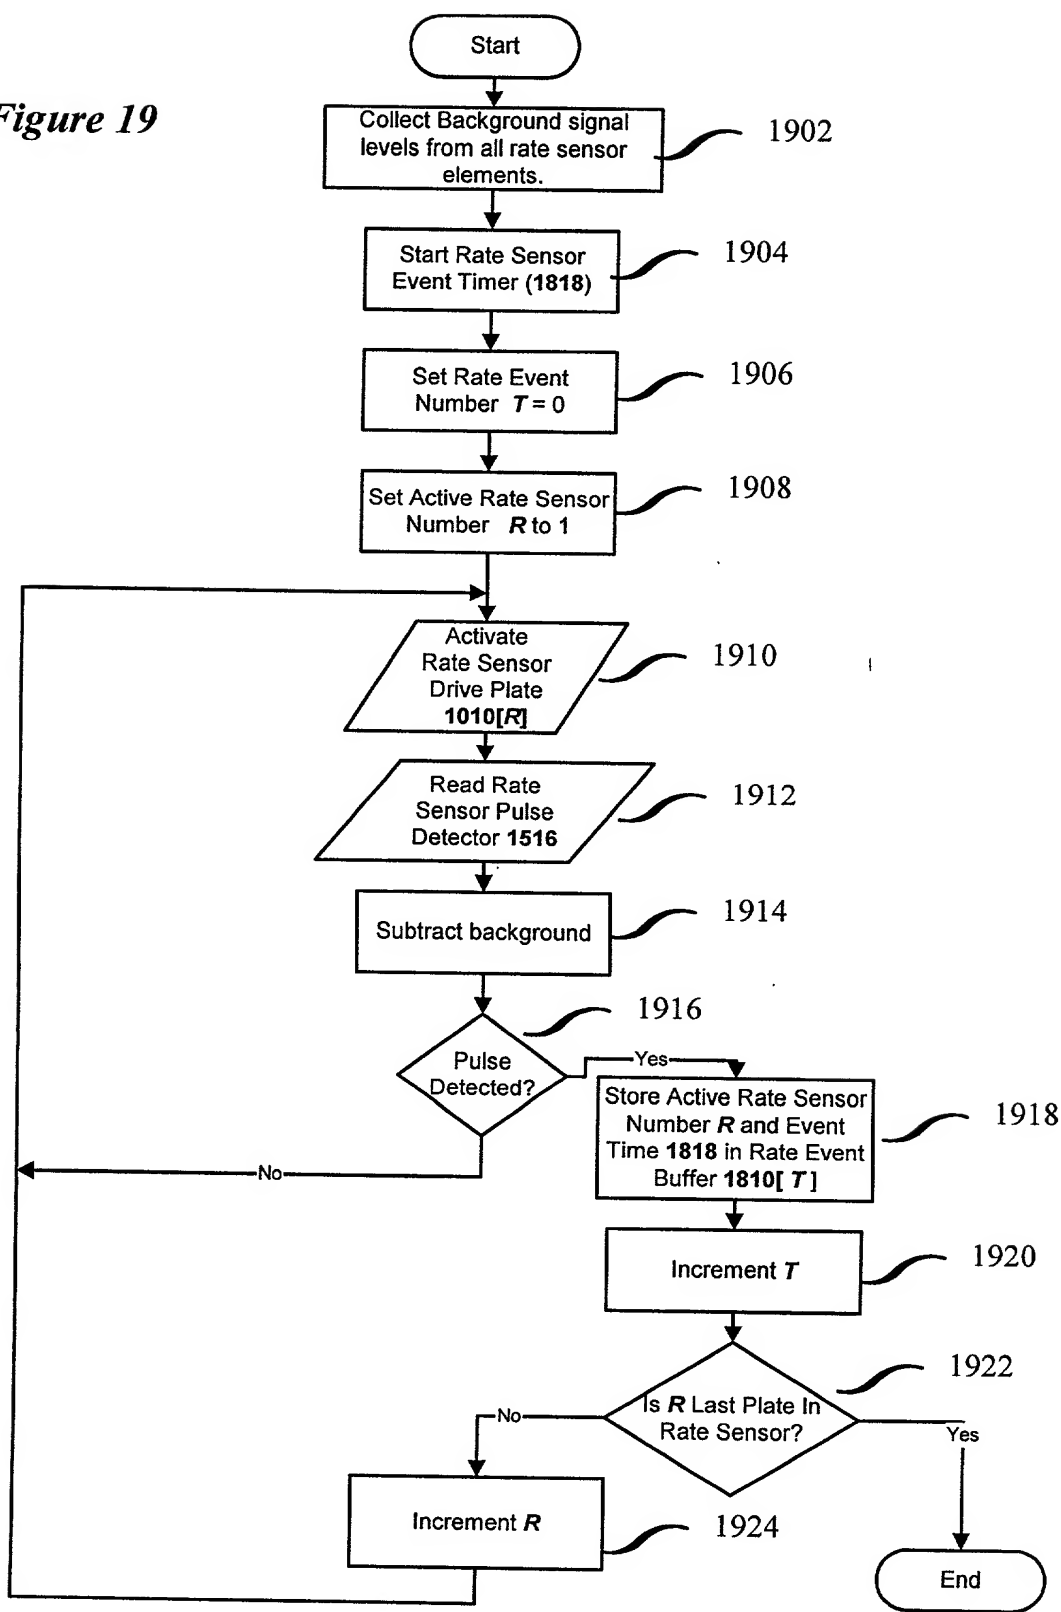 Start
Figure 19
Collect Background signal
levels from all rate sensor
elements.
1902
Start Rate Sensor
Event Timer (1818)
1904
Set Rate Event
Number T = 0
1906
Set Active Rate Sensor
Number R to 1
1908
Activate
Rate Sensor
Drive Plate
1010[R]
1910
Read Rate
Sensor Pulse
Detector 1516
1912
Subtract background
1914
Pulse
Detected?
1916
Yes
No
Store Active Rate Sensor
Number R and Event
Time 1818 in Rate Event
Buffer 1810[ T ]
1918
Increment T
1920
Is R Last Plate In
Rate Sensor?
1922
No
Yes
Increment R
1924
End